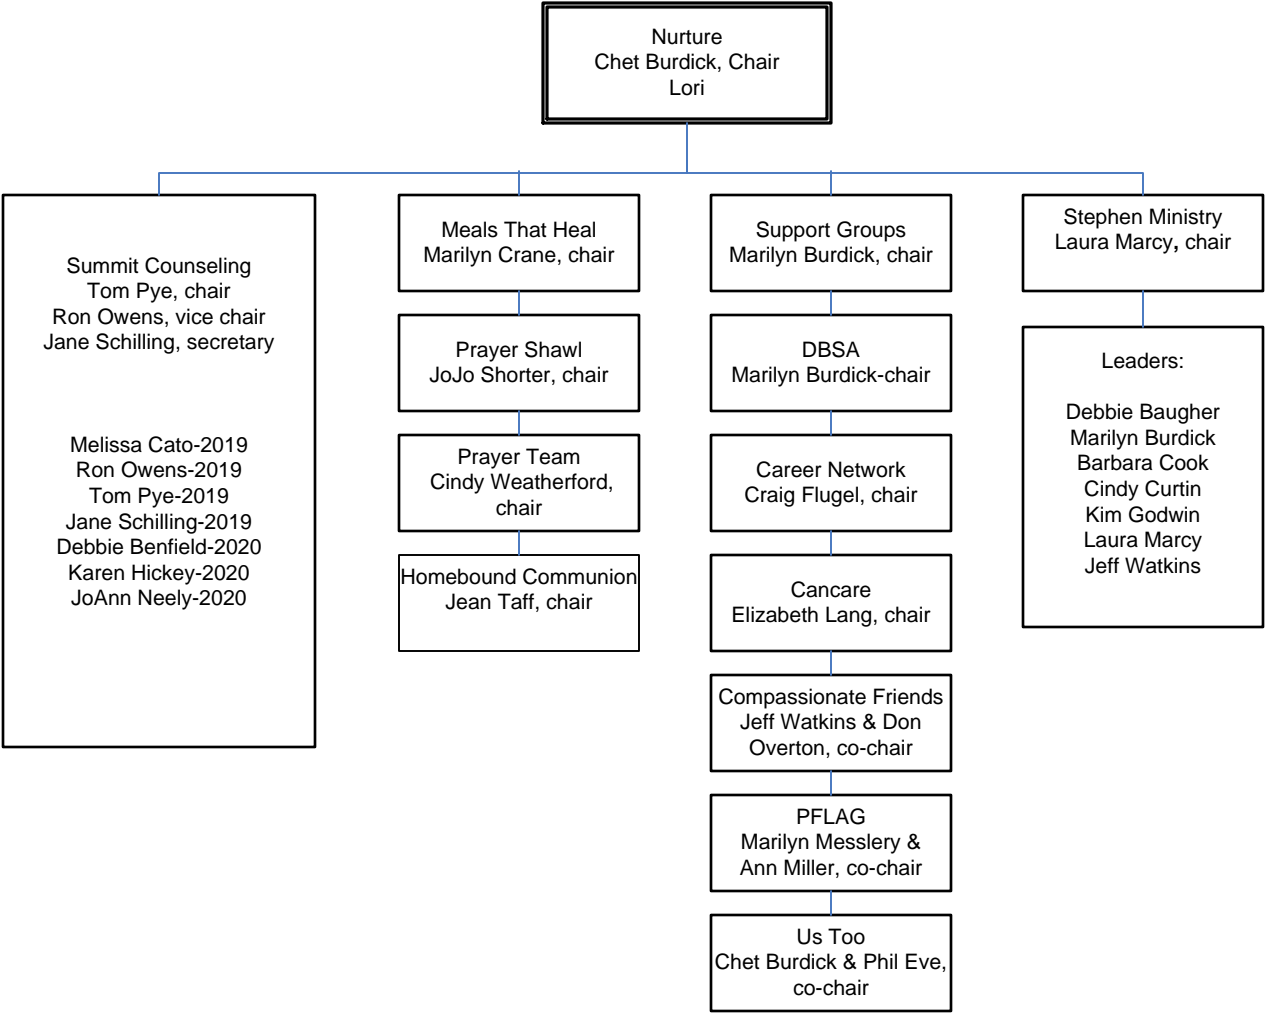 Nurture
Chet Burdick, Chair
Lori
Summit Counseling
Tom Pye, chair
Ron Owens, vice chair
Jane Schilling, secretary
Melissa Cato-2019
Ron Owens-2019
Tom Pye-2019
Jane Schilling-2019
Debbie Benfield-2020
Karen Hickey-2020
JoAnn Neely-2020
Meals That Heal
Marilyn Crane, chair
Prayer Shawl
JoJo Shorter, chair
Prayer Team
Cindy Weatherford,
chair
Homebound Communion
Jean Taff, chair
Support Groups
Marilyn Burdick, chair
DBSA
Marilyn Burdick-chair
Career Network
Craig Flugel, chair
Cancare
Elizabeth Lang, chair
Compassionate Friends
Jeff Watkins & Don
Overton, co-chair
PFLAG
Marilyn Messlery &
Ann Miller, co-chair
Us Too
Chet Burdick & Phil Eve,
co-chair
Stephen Ministry
Laura Marcy, chair
Leaders:
Debbie Baugher
Marilyn Burdick
Barbara Cook
Cindy Curtin
Kim Godwin
Laura Marcy
Jeff Watkins